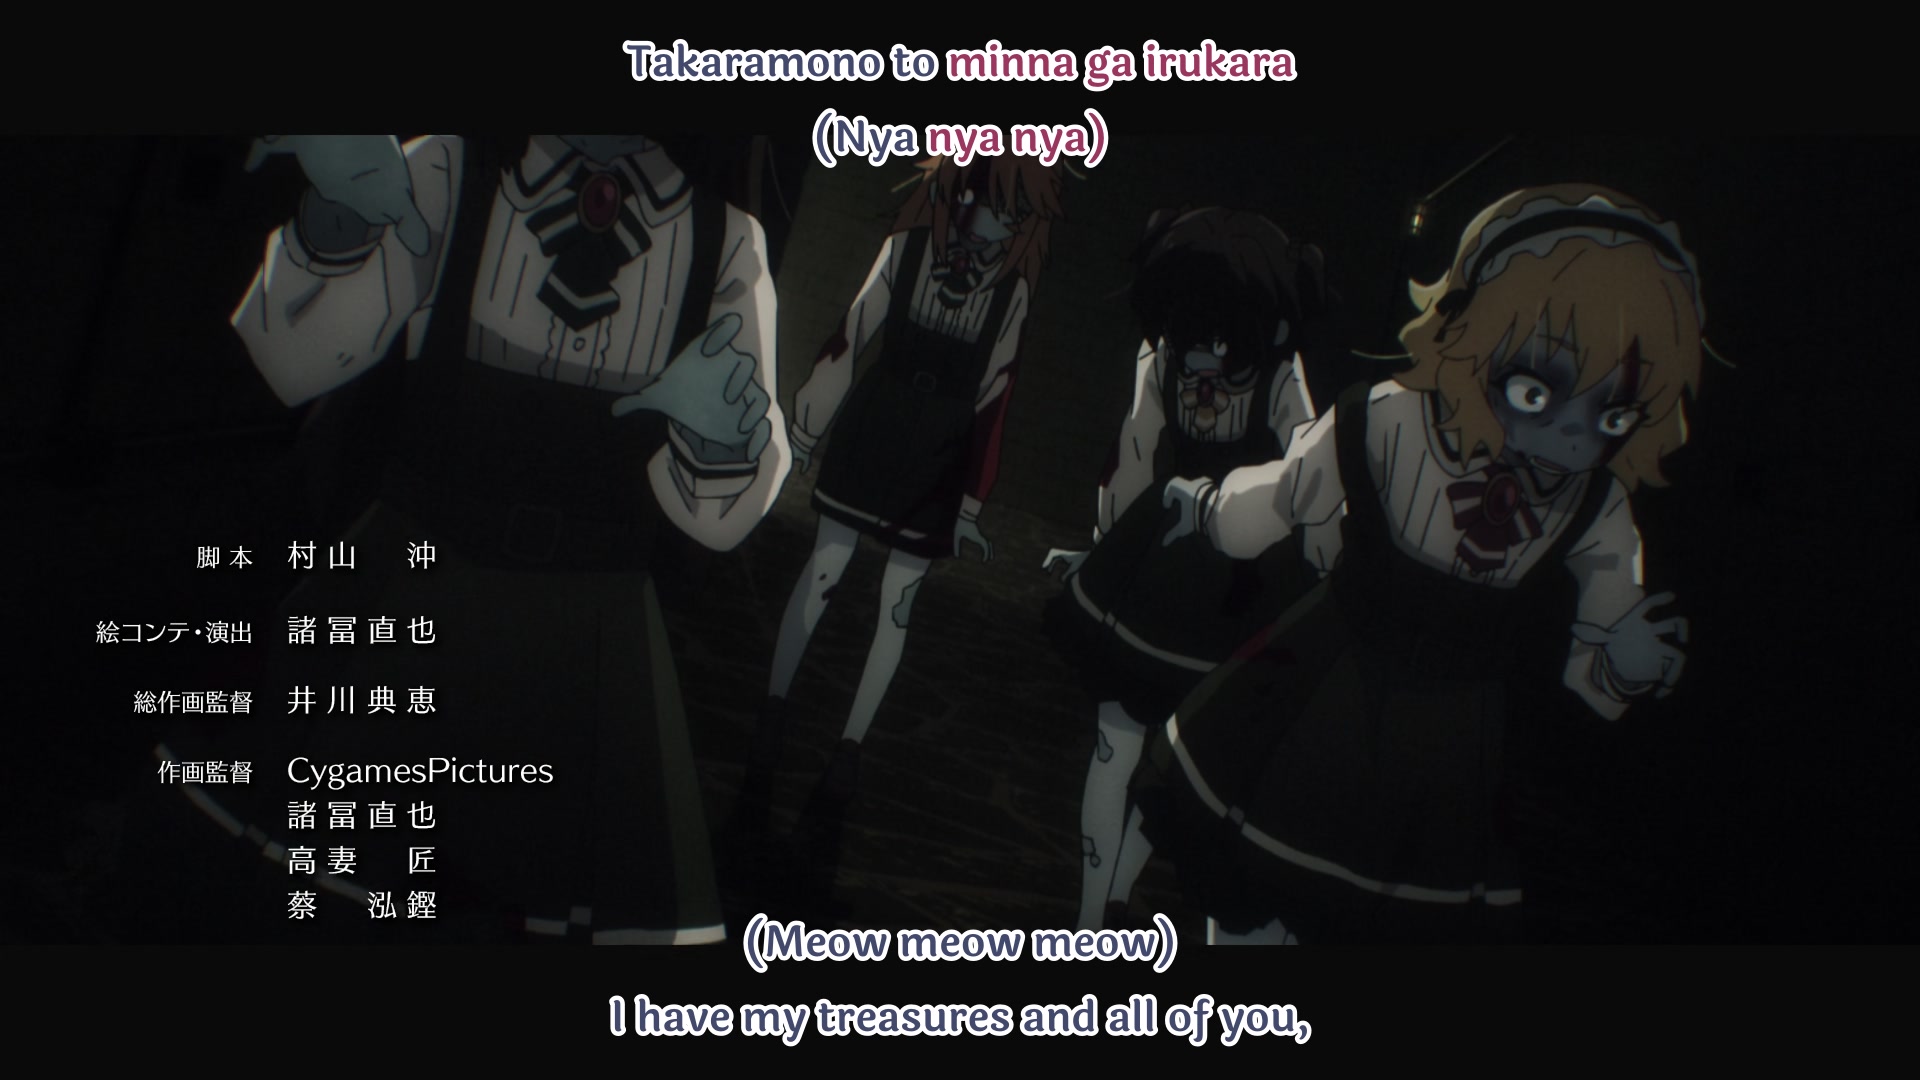 Takaramono to minna ga irukara
(Nya nya nya)
脚本 村山 沖
絵コンテ・演出 諸冨直也
総作画監督 井川典恵
作画監督 CygamesPictures
諸冨直也
高妻 匠
蔡 泓鏗
(Meow meow meow)
I have my treasures and all of you,